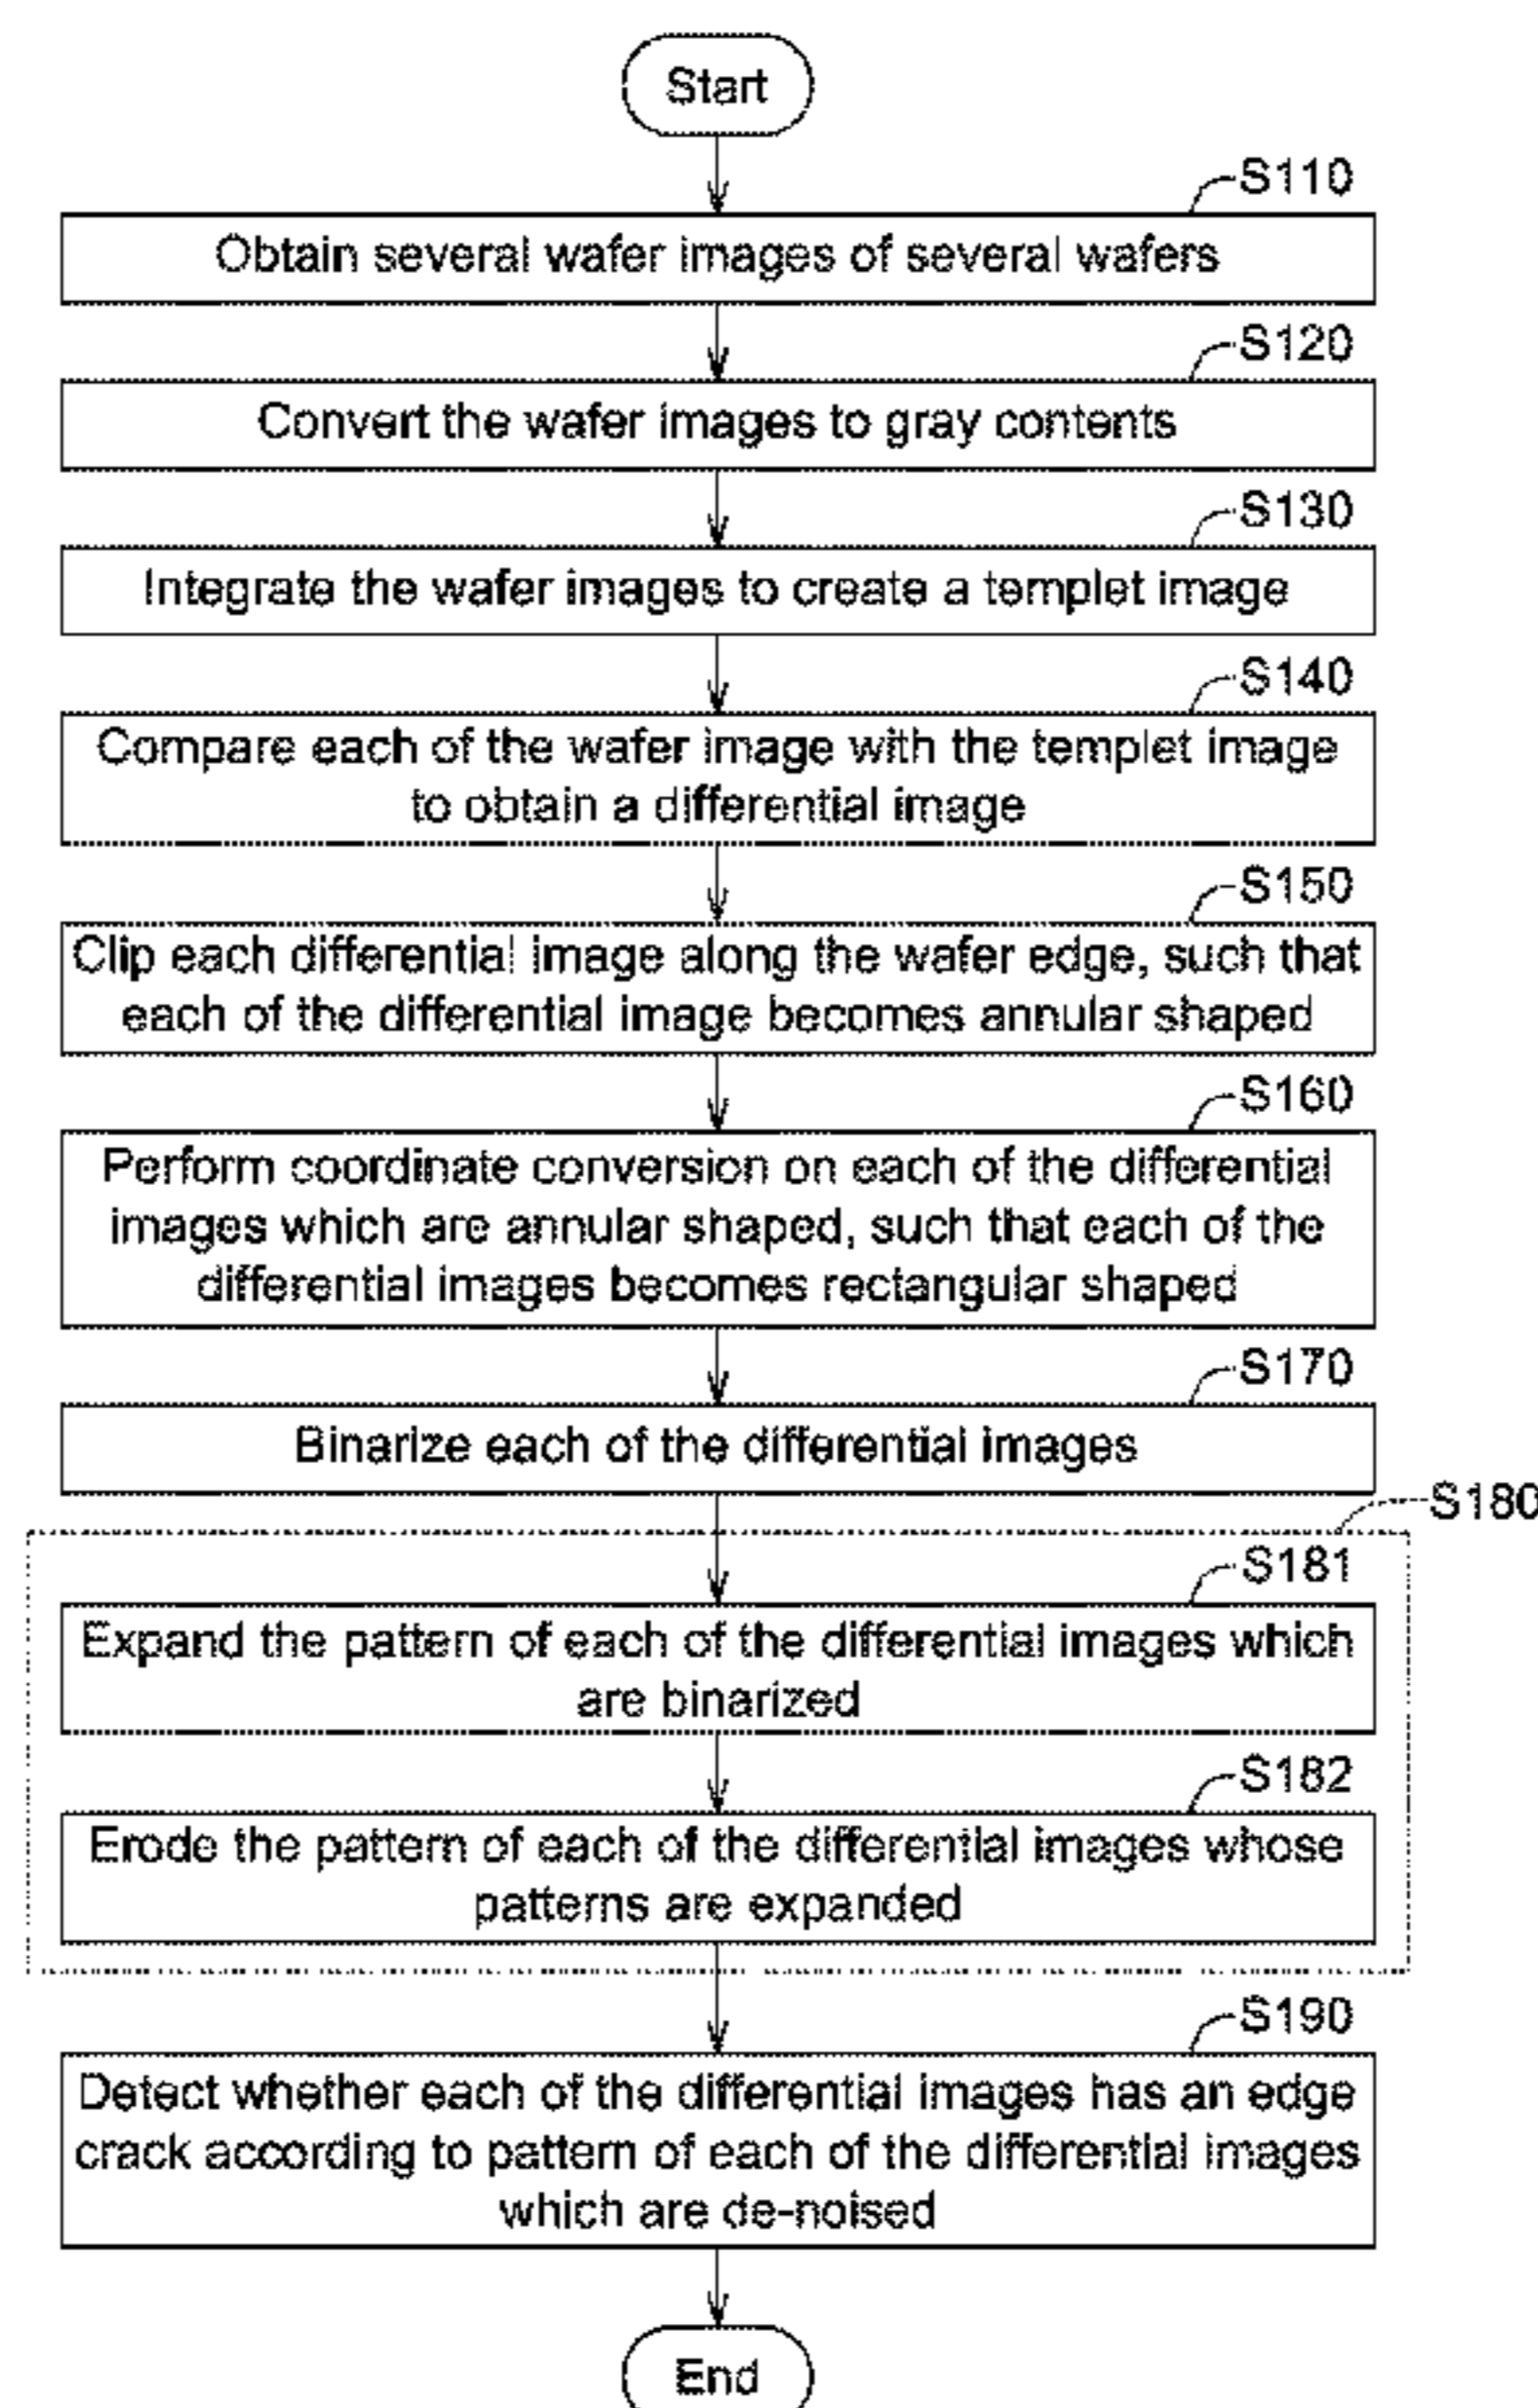 Start
S110
Obtain several wafer images of several wafers
S120
Convert the wafer images to gray contents
S130
Integrate the wafer images to create a templet image
S140
Compare each of the wafer image with the templet image
to obtain a differential image
S150
Clip each differential image along the wafer edge, such that
each of the differential image becomes annular shaped
S160
Perform coordinate conversion on each of the differential
images which are annular shaped, such that each of the
differential images becomes rectangular shaped
S170
Binarize each of the differential images
S180
S181
Expand the pattern of each of the differential images which
are binarized
S182
Erode the pattern of each of the differential images whose
patterns are expanded
S190
Detect whether each of the differential images has an edge
crack according to pattern of each of the differential images
which are de-noised
End